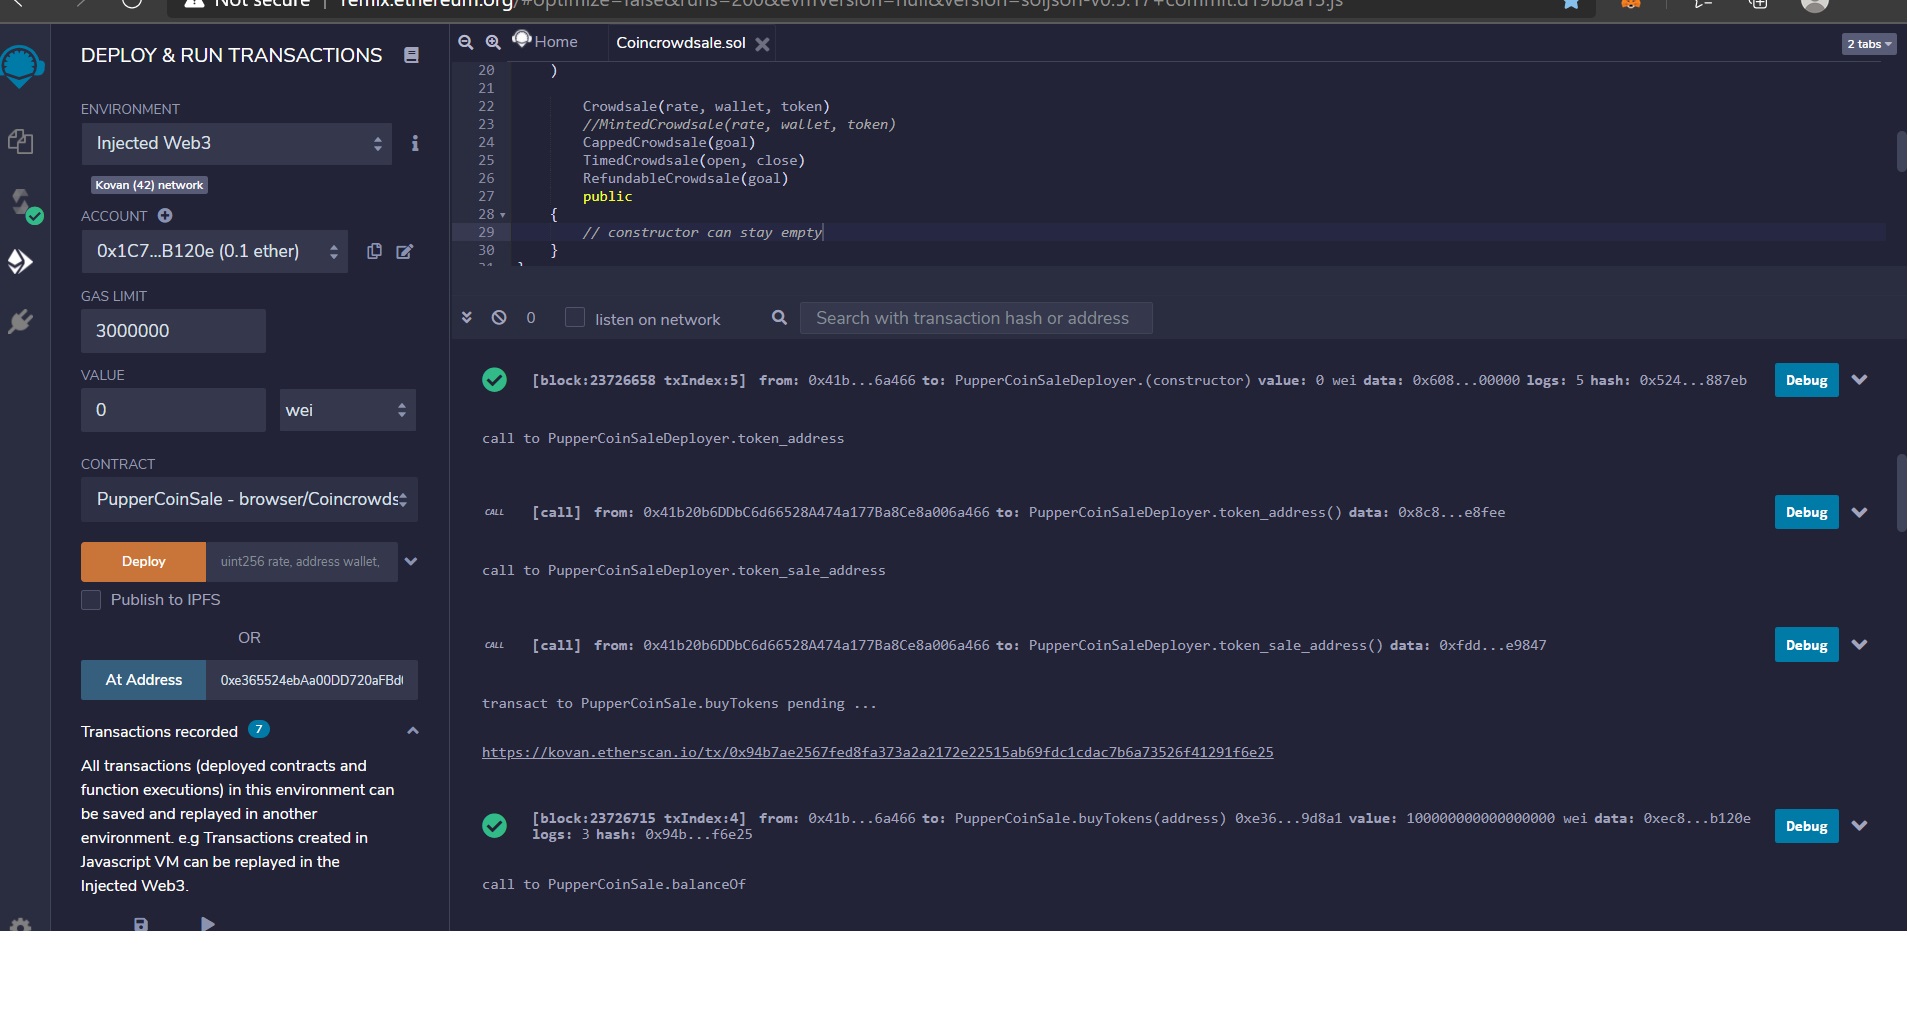 Not secure | remix.ethereum.org/#optimize=false&runs=200&evmVersion=null&version=soljson-v0.5.17+commit.d19bba13.js
DEPLOY & RUN TRANSACTIONS
ENVIRONMENT
Injected Web3
Kovan (42) network
ACCOUNT
0x1C7...B120e (0.1 ether)
GAS LIMIT
3000000
VALUE
0
wei
CONTRACT
PupperCoinSale - browser/Coincrowds
Deploy
uint256 rate, address wallet,
Publish to IPFS
OR
At Address
0xe365524ebAa00DD720aFBd
Transactions recorded 7
All transactions (deployed contracts and
function executions) in this environment can
be saved and replayed in another
environment. e.g Transactions created in
Javascript VM can be replayed in the
Injected Web3.
Home
Coincrowdsale.sol
2 tabs
20 )
21
22 Crowdsale(rate, wallet, token)
23 //MintedCrowdsale(rate, wallet, token)
24 CappedCrowdsale(goal)
25 TimedCrowdsale(open, close)
26 RefundableCrowdsale(goal)
27 public
28 {
29 // constructor can stay empty
30 }
31 }
0
listen on network
Search with transaction hash or address
[block:23726658 txIndex:5] from: 0x41b...6a466 to: PupperCoinSaleDeployer.(constructor) value: 0 wei data: 0x608...00000 logs: 5 hash: 0x524...887eb
Debug
call to PupperCoinSaleDeployer.token_address
CALL [call] from: 0x41b20b6DDbC6d66528A474a177Ba8Ce8a006a466 to: PupperCoinSaleDeployer.token_address() data: 0x8c8...e8fee
Debug
call to PupperCoinSaleDeployer.token_sale_address
CALL [call] from: 0x41b20b6DDbC6d66528A474a177Ba8Ce8a006a466 to: PupperCoinSaleDeployer.token_sale_address() data: 0xfdd...e9847
Debug
transact to PupperCoinSale.buyTokens pending ...
https://kovan.etherscan.io/tx/0x94b7ae2567fed8fa373a2a2172e22515ab69fdc1cdac7b6a73526f41291f6e25
[block:23726715 txIndex:4] from: 0x41b...6a466 to: PupperCoinSale.buyTokens(address) 0xe36...9d8a1 value: 100000000000000000 wei data: 0xec8...b120e
logs: 3 hash: 0x94b...f6e25
Debug
call to PupperCoinSale.balanceOf